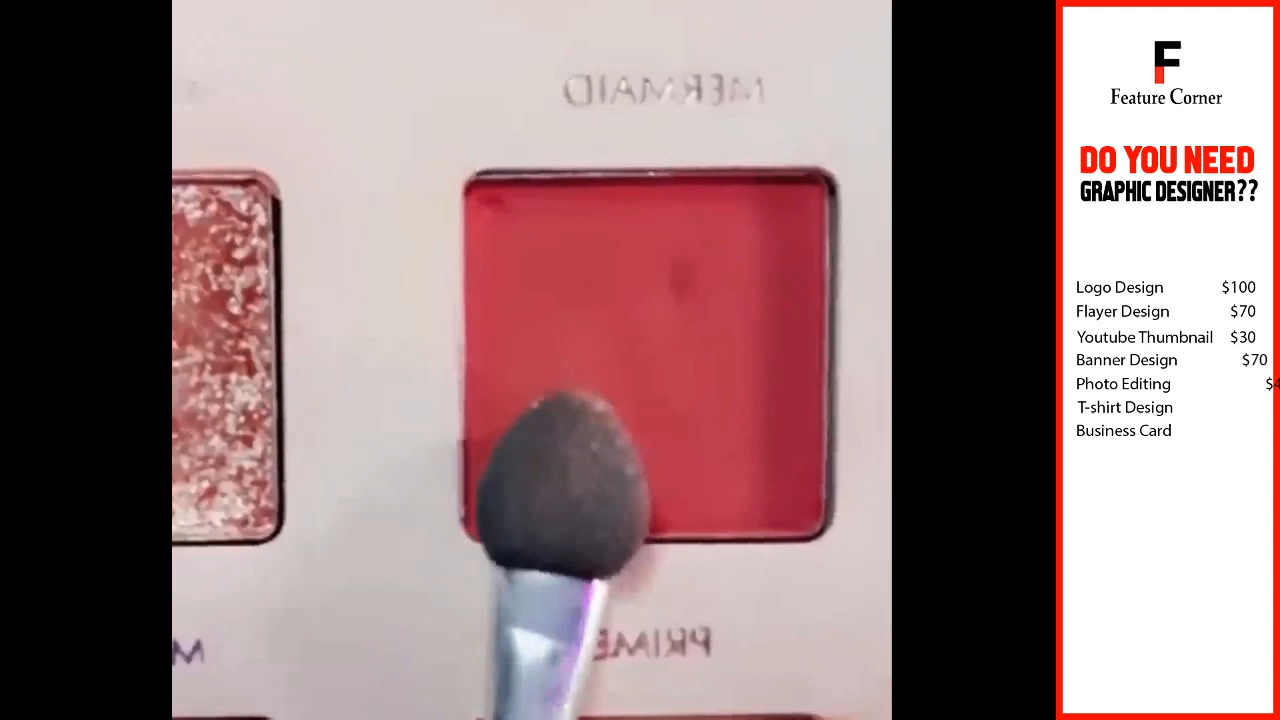 MERMAID
PRIME
M
F
Feature Corner
DO YOU NEED
GRAPHIC DESIGNER??
Logo Design $100
Flayer Design $70
Youtube Thumbnail $30
Banner Design $70
Photo Editing $4
T-shirt Design
Business Card